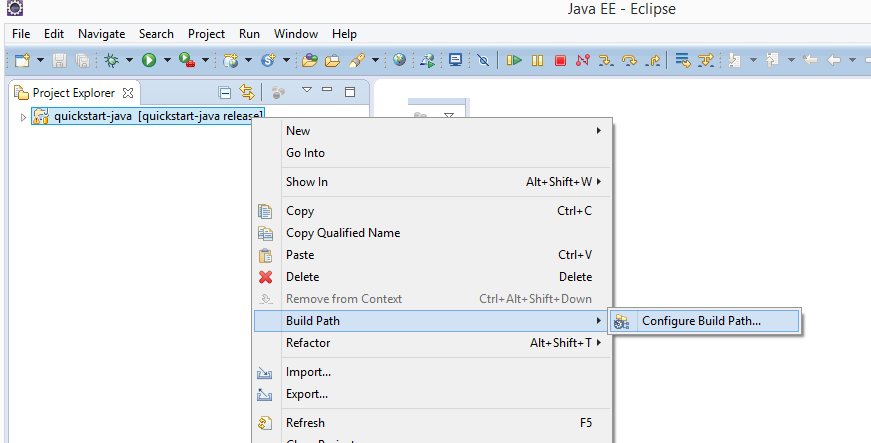 Java EE - Eclipse
File Edit Navigate Search Project Run Window Help
Project Explorer
quickstart-java [quickstart-java release]
New
Go Into
Show In Alt+Shift+W
Copy Ctrl+C
Copy Qualified Name
Paste Ctrl+V
Delete Delete
Remove from Context Ctrl+Alt+Shift+Down
Build Path Configure Build Path...
Refactor Alt+Shift+T
Import...
Export...
Refresh F5